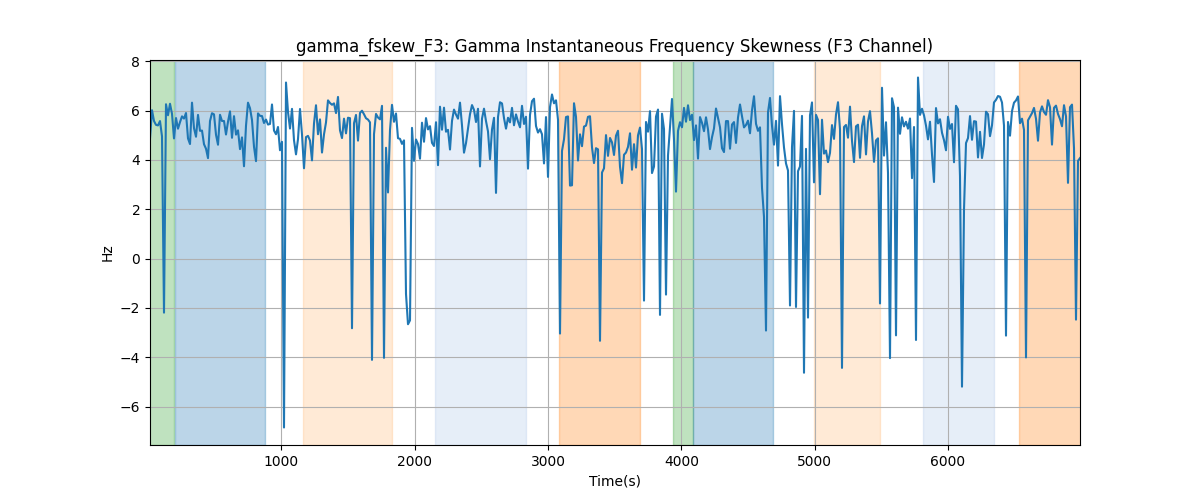 gamma_fskew_F3: Gamma Instantaneous Frequency Skewness (F3 Channel)
8
6
4
2
0
−2
−4
−6
Hz
1000 2000 3000 4000 5000 6000
Time(s)